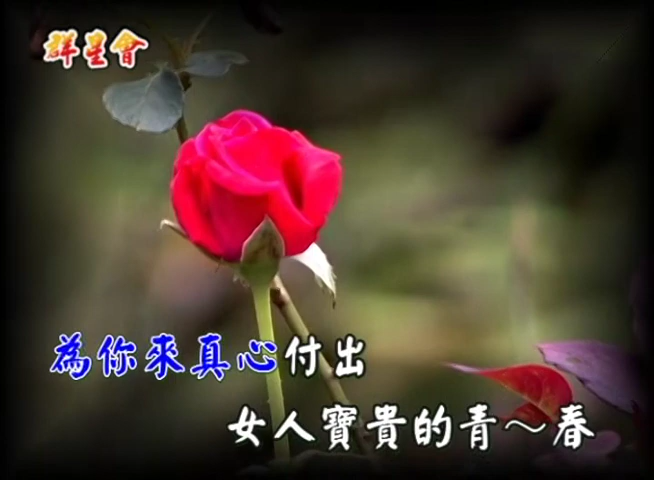 群星會
為你來真心付出
女人寶貴的青～春